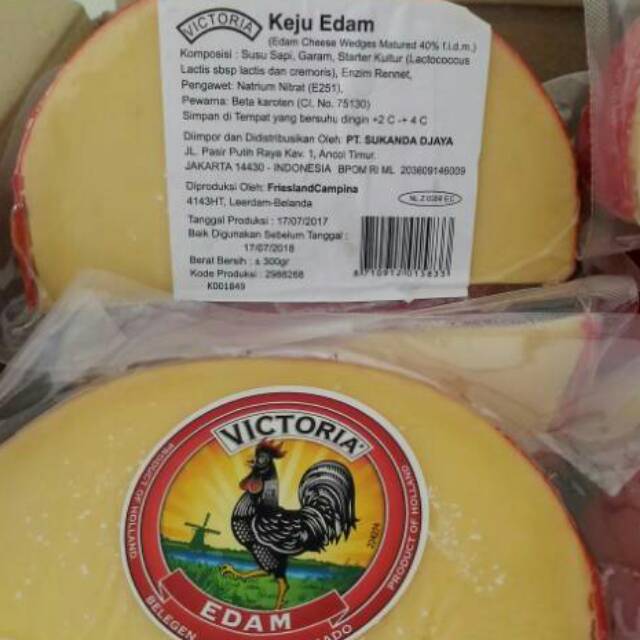 VICTORIA
Keju Edam
(Edam Cheese Wedges Matured 40% f.i.d.m.)
Komposisi : Susu Sapi, Garam, Starter Kultur (Lactococcus
Lactis sbsp lactis dan cremoris), Enzim Rennet,
Pengawet: Natrium Nitrat (E251),
Pewarna: Beta karoten (CI. No. 75130)
Simpan di Tempat yang bersuhu dingin +2 C -+ 4 C
Diimpor dan Didistribusikan Oleh: PT. SUKANDA DJAYA
JL. Pasir Putih Raya Kav. 1, Ancol Timur.
JAKARTA 14430 - INDONESIA BPOM RI ML 203609146009
Diproduksi Oleh: FrieslandCampina
4143HT, Leerdam-Belanda
Tanggal Produksi : 17/07/2017
Baik Digunakan Sebelum Tanggal :
17/07/2018
Berat Bersih : ± 300gr
Kode Produksi : 2988268
K001849
8710912015833
VICTORIA
PRODUCT OF HOLLAND
PRODUCT OF HOLLAND
EDAM
BELEGEN